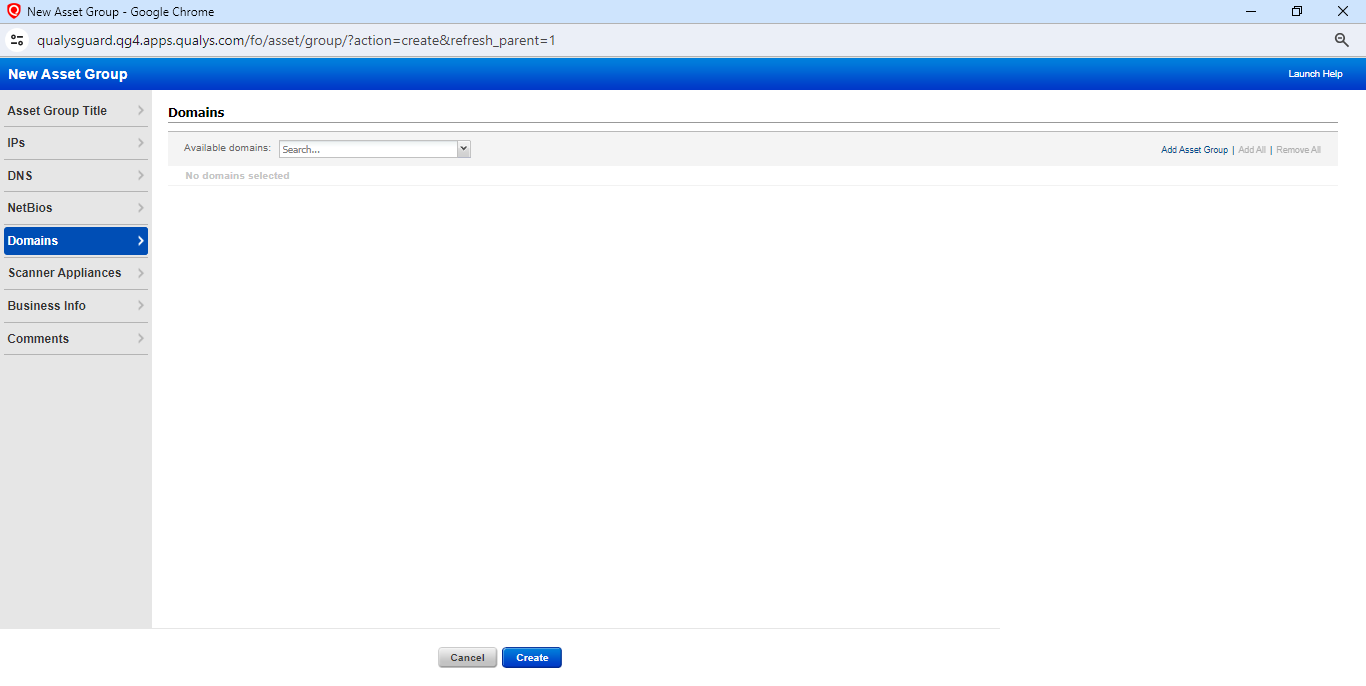 New Asset Group - Google Chrome
qualysguard.qg4.apps.qualys.com/fo/asset/group/?action=create&refresh_parent=1
New Asset Group
Launch Help
Asset Group Title
IPs
DNS
NetBios
Domains
Scanner Appliances
Business Info
Comments
Domains
Available domains: Search...
Add Asset Group | Add All | Remove All
No domains selected
Cancel Create